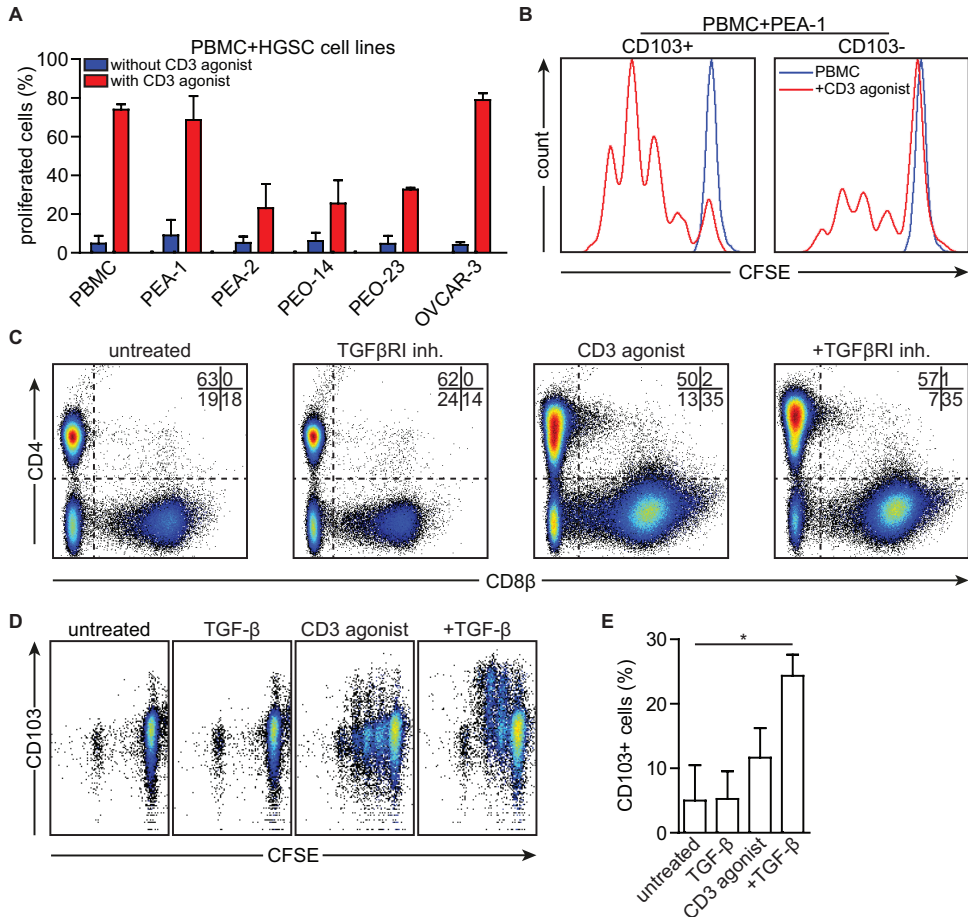 A
PBMC+HGSC cell lines
without CD3 agonist
with CD3 agonist
proliferated cells (%)
100
80
60
40
20
0
PBMC
PEA-1
PEA-2
PEO-14
PEO-23
OVCAR-3
B
PBMC+PEA-1
CD103+
CD103-
PBMC
+CD3 agonist
count
CFSE
C
untreated
TGFβRI inh.
CD3 agonist
+TGFβRI inh.
63 0
19 18
62 0
24 14
50 2
13 35
57 1
7 35
CD4
CD8β
D
untreated
TGF-β
CD3 agonist
+TGF-β
CD103
CFSE
E
*
CD103+ cells (%)
30
20
10
0
untreated
TGF-β
CD3 agonist
+TGF-β